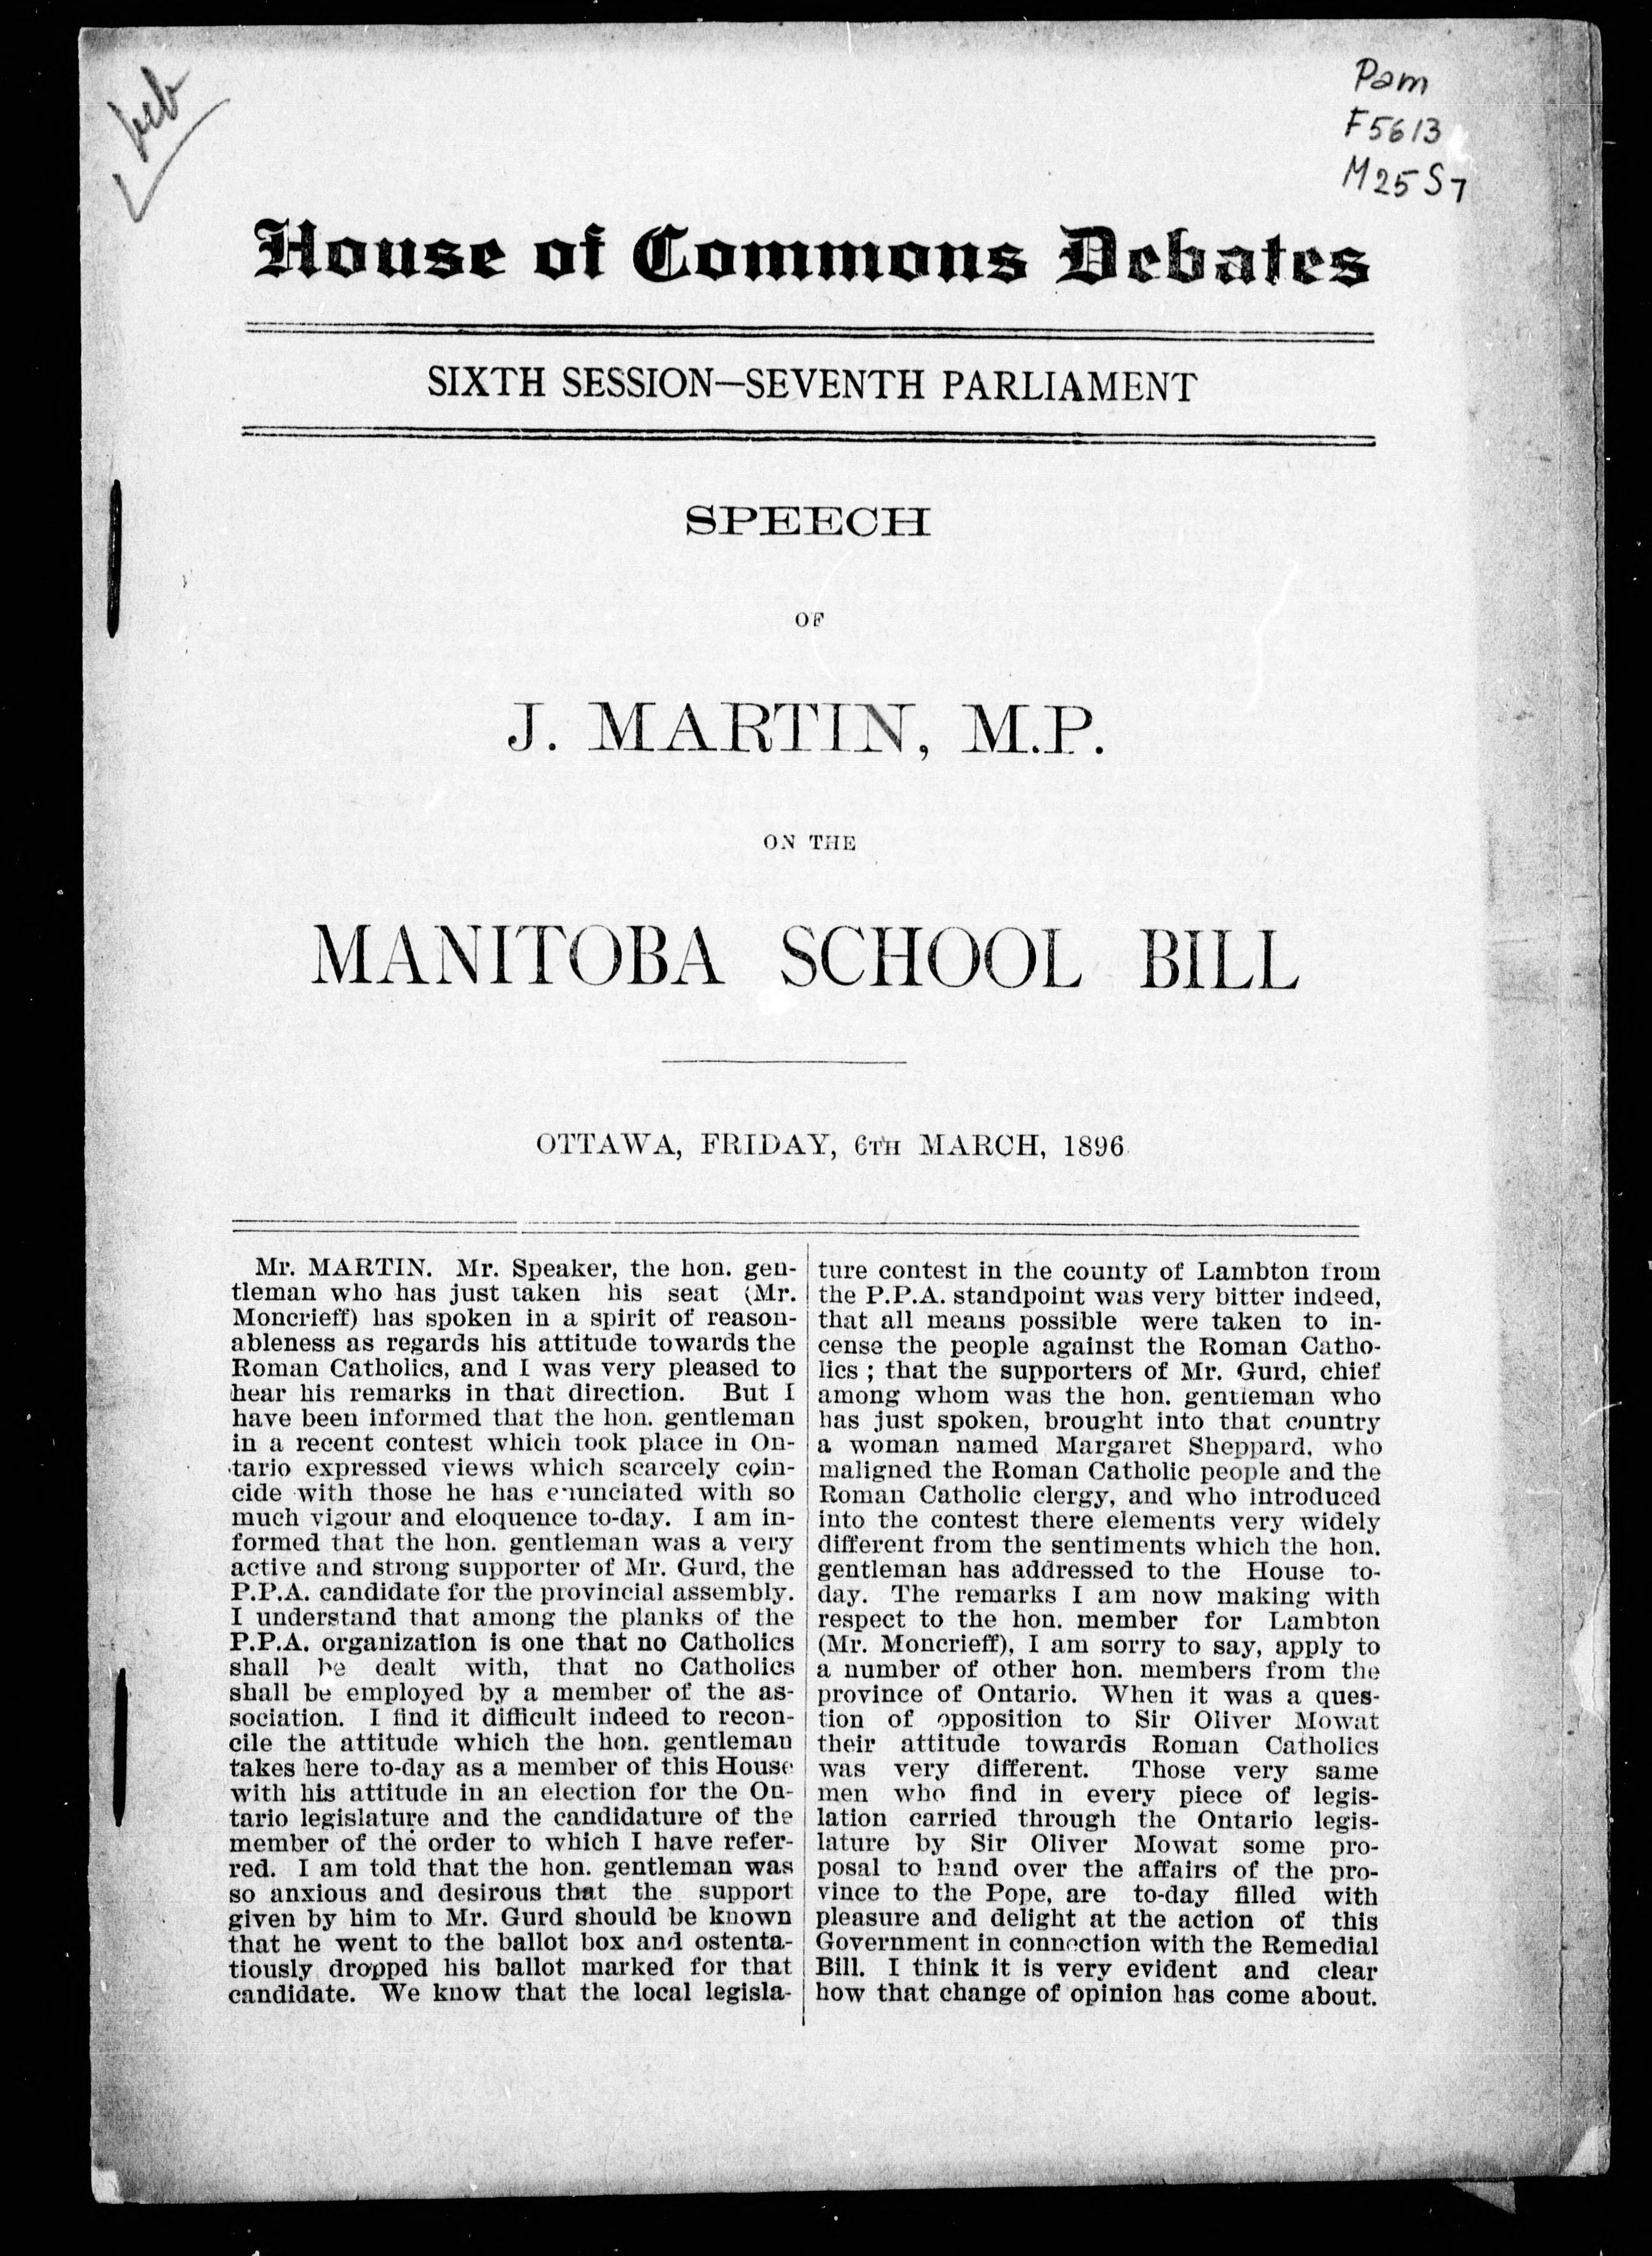 Pam
F5613
M25S7
House of Commons Debates
SIXTH SESSION—SEVENTH PARLIAMENT
SPEECH
OF
J. MARTIN, M.P.
ON THE
MANITOBA SCHOOL BILL
OTTAWA, FRIDAY, 6TH MARCH, 1896
Mr. MARTIN. Mr. Speaker, the hon. gen-
tleman who has just taken his seat (Mr.
Moncrieff) has spoken in a spirit of reason-
ableness as regards his attitude towards the
Roman Catholics, and I was very pleased to
hear his remarks in that direction. But I
have been informed that the hon. gentleman
in a recent contest which took place in On-
tario expressed views which scarcely coin-
cide with those he has enunciated with so
much vigour and eloquence to-day. I am in-
formed that the hon. gentleman was a very
active and strong supporter of Mr. Gurd, the
P.P.A. candidate for the provincial assembly.
I understand that among the planks of the
P.P.A. organization is one that no Catholics
shall be dealt with, that no Catholics
shall be employed by a member of the as-
sociation. I find it difficult indeed to recon-
cile the attitude which the hon. gentleman
takes here to-day as a member of this House
with his attitude in an election for the On-
tario legislature and the candidature of the
member of the order to which I have refer-
red. I am told that the hon. gentleman was
so anxious and desirous that the support
given by him to Mr. Gurd should be known
that he went to the ballot box and ostenta-
tiously dropped his ballot marked for that
candidate. We know that the local legisla-
ture contest in the county of Lambton from
the P.P.A. standpoint was very bitter indeed,
that all means possible were taken to in-
cense the people against the Roman Catho-
lics ; that the supporters of Mr. Gurd, chief
among whom was the hon. gentleman who
has just spoken, brought into that country
a woman named Margaret Sheppard, who
maligned the Roman Catholic people and the
Roman Catholic clergy, and who introduced
into the contest there elements very widely
different from the sentiments which the hon.
gentleman has addressed to the House to-
day. The remarks I am now making with
respect to the hon. member for Lambton
(Mr. Moncrieff), I am sorry to say, apply to
a number of other hon. members from the
province of Ontario. When it was a ques-
tion of opposition to Sir Oliver Mowat
their attitude towards Roman Catholics
was very different. Those very same
men who find in every piece of legis-
lation carried through the Ontario legis-
lature by Sir Oliver Mowat some pro-
posal to hand over the affairs of the pro-
vince to the Pope, are to-day filled with
pleasure and delight at the action of this
Government in connection with the Remedial
Bill. I think it is very evident and clear
how that change of opinion has come about.